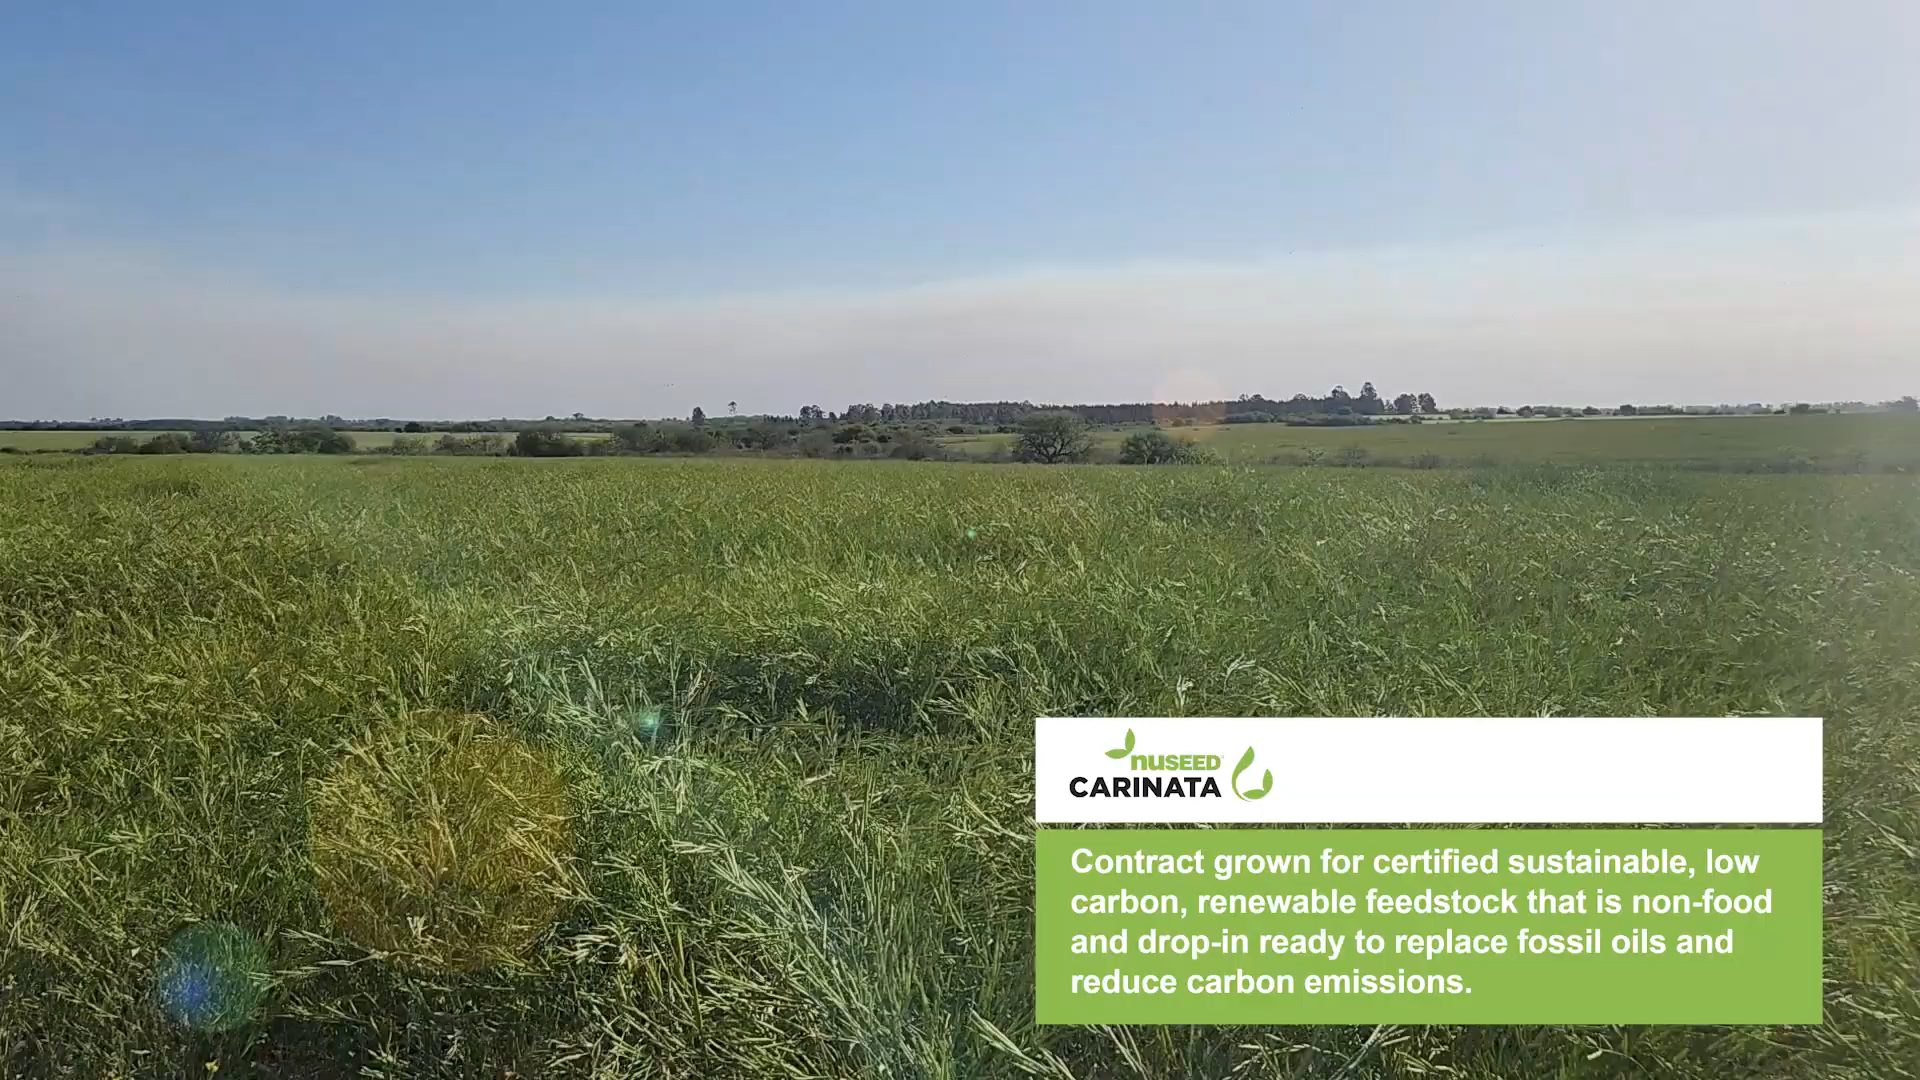 nuseed
CARINATA
Contract grown for certified sustainable, low
carbon, renewable feedstock that is non-food
and drop-in ready to replace fossil oils and
reduce carbon emissions.